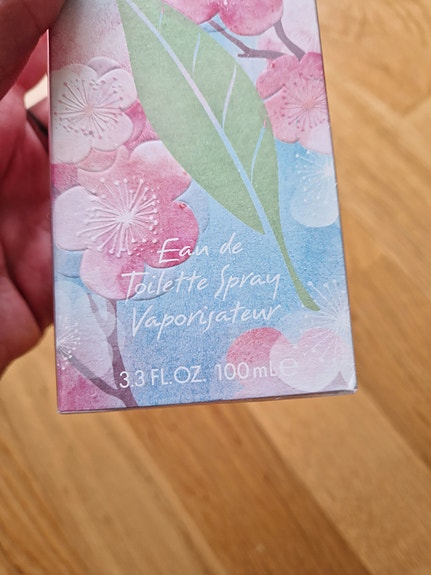 Eau de
Toilette Spray
Vaporisateur
3.3 FL.OZ. 100 mL ℮